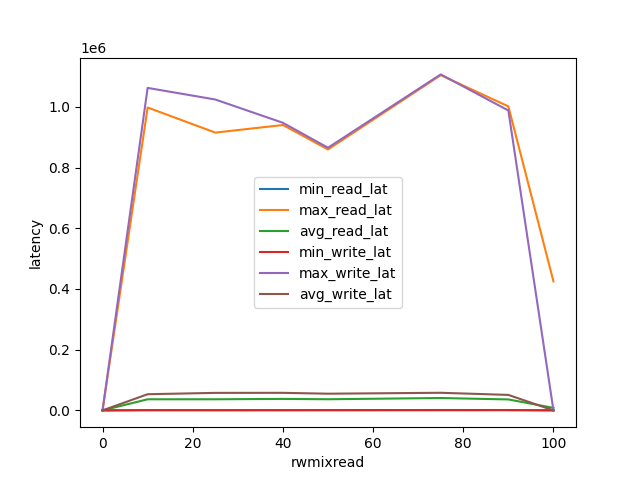 1e6
1.0
0.8
0.6
0.4
0.2
0.0
latency
min_read_lat
max_read_lat
avg_read_lat
min_write_lat
max_write_lat
avg_write_lat
0 20 40 60 80 100
rwmixread